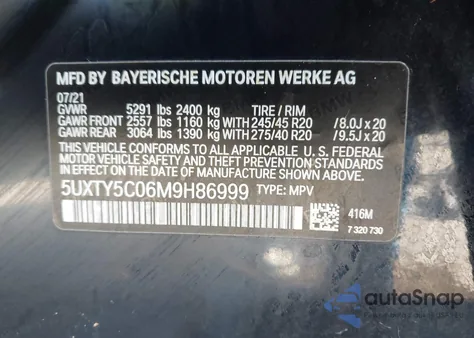 MFD BY BAYERISCHE MOTOREN WERKE AG
07/21
GVWR 5291 lbs 2400 kg TIRE / RIM
GAWR FRONT 2557 lbs 1160 kg 245/45 R20 / 8.0J x 20
GAWR REAR 3064 lbs 1390 kg 275/40 R20 / 9.5J x 20
THIS VEHICLE CONFORMS TO ALL APPLICABLE U. S. FEDERAL
MOTOR VEHICLE SAFETY AND THEFT PREVENTION STANDARDS
IN EFFECT ON THE DATE OF MANUFACTURE SHOWN ABOVE.
5UXTY5C06M9H86999 TYPE: MPV
416M
7 320 730
autoSnap